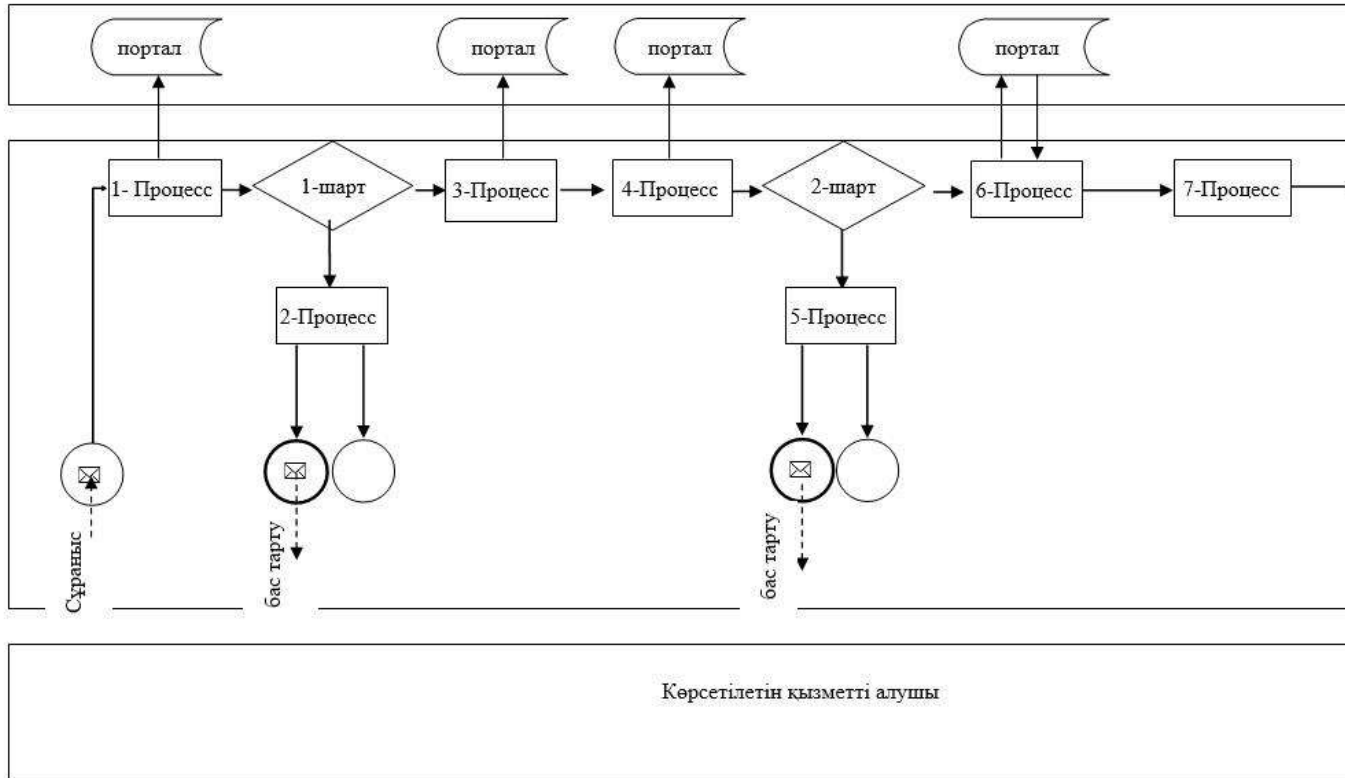 портал
портал
портал
портал
1- Процесс
1-шарт
3-Процесс
4-Процесс
2-шарт
6-Процесс
7-Процесс
2-Процесс
5-Процесс
Сұраныс
бас тарту
бас тарту
Көрсетілетін қызметті алушы